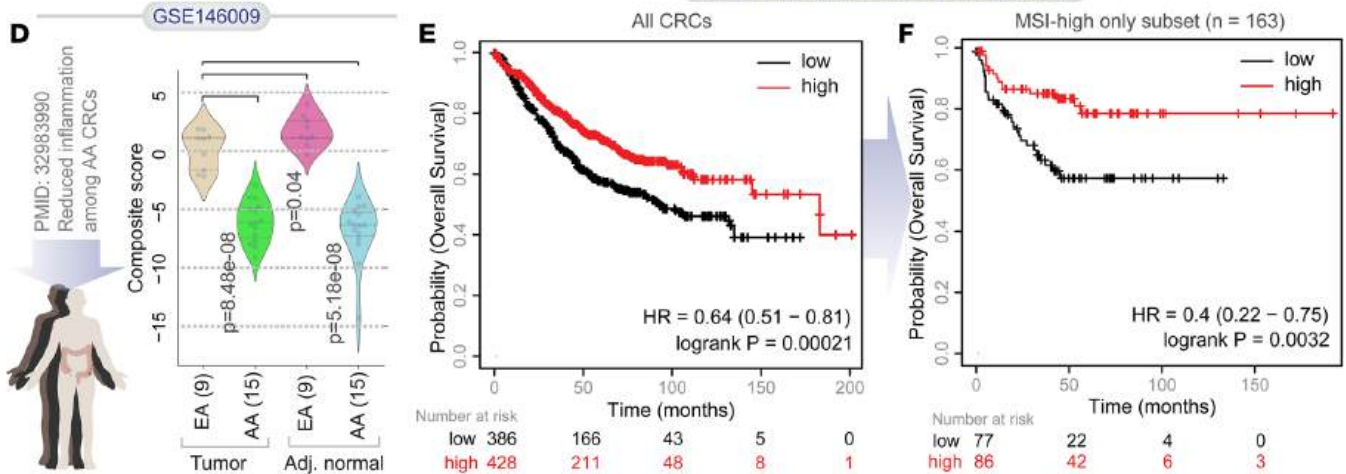 D
GSE146009
PMID: 32983990
Reduced inflammation
among AA CRCs
Composite score
5
0
−5
−10
−15
p=8.48e-08
p=0.04
p=5.18e-08
EA (9)
AA (15)
EA (9)
AA (15)
Tumor
Adj. normal
E
All CRCs
low
high
Probability (Overall Survival)
1.0
0.8
0.6
0.4
0.2
0.0
HR = 0.64 (0.51 − 0.81)
logrank P = 0.00021
0 50 100 150 200
Time (months)
Number at risk
low 386 166 43 5 0
high 428 211 48 8 1
F
MSI-high only subset (n = 163)
low
high
Probability (Overall Survival)
1.0
0.8
0.6
0.4
0.2
0.0
HR = 0.4 (0.22 − 0.75)
logrank P = 0.0032
0 50 100 150
Time (months)
Number at risk
low 77 22 4 0
high 86 42 6 3